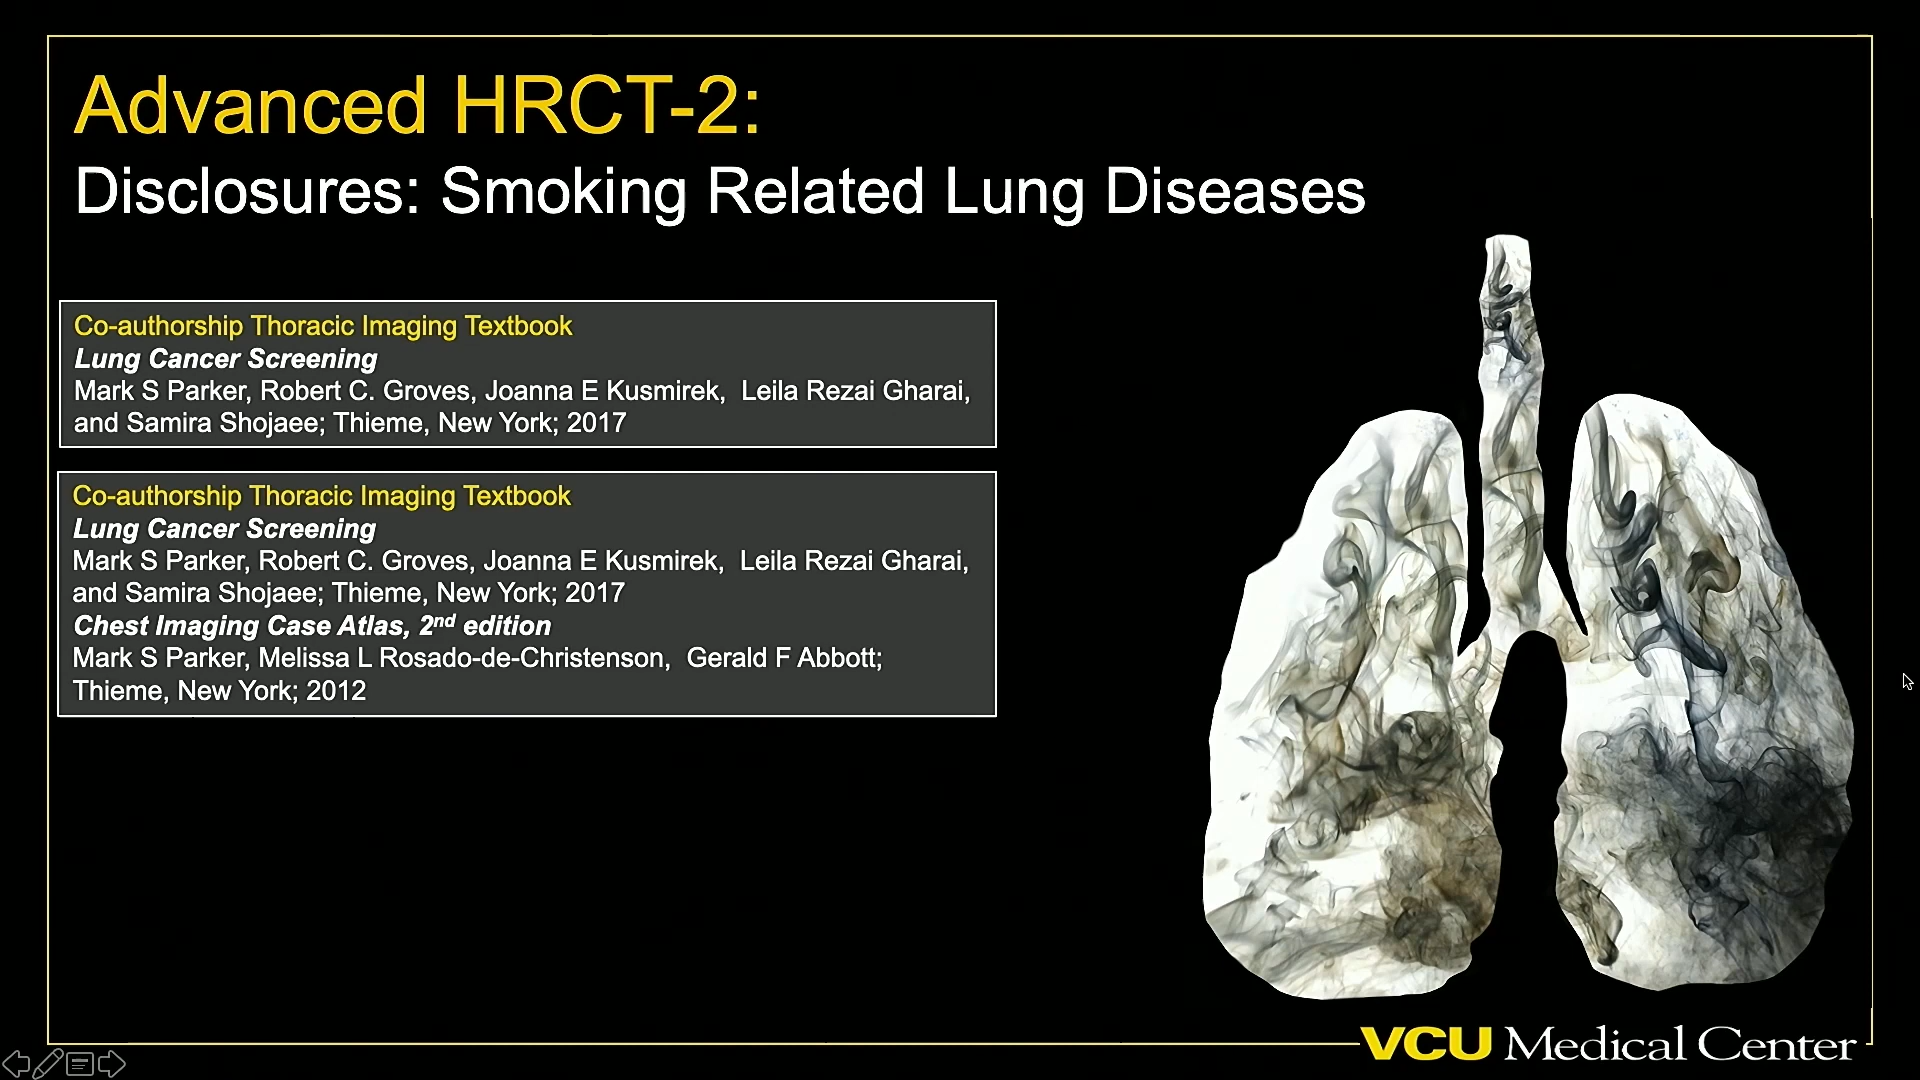 Advanced HRCT-2:
Disclosures: Smoking Related Lung Diseases
Co-authorship Thoracic Imaging Textbook
Lung Cancer Screening
Mark S Parker, Robert C. Groves, Joanna E Kusmirek, Leila Rezai Gharai,
and Samira Shojaee; Thieme, New York; 2017
Co-authorship Thoracic Imaging Textbook
Lung Cancer Screening
Mark S Parker, Robert C. Groves, Joanna E Kusmirek, Leila Rezai Gharai,
and Samira Shojaee; Thieme, New York; 2017
Chest Imaging Case Atlas, 2nd edition
Mark S Parker, Melissa L Rosado-de-Christenson, Gerald F Abbott;
Thieme, New York; 2012
VCU Medical Center